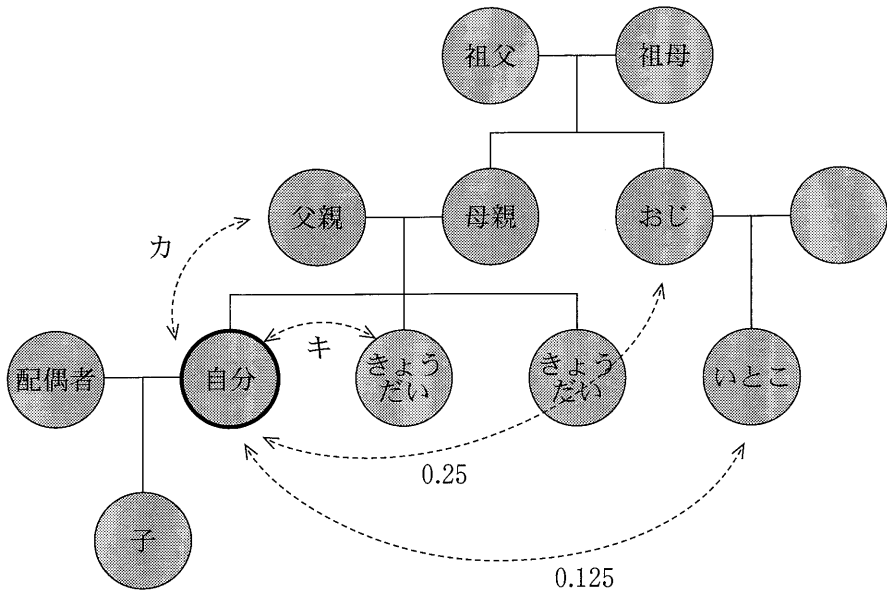 祖父
祖母
父親
母親
おじ
カ
キ
配偶者
自分
きょう
だい
きょう
だい
いとこ
0.25
子
0.125